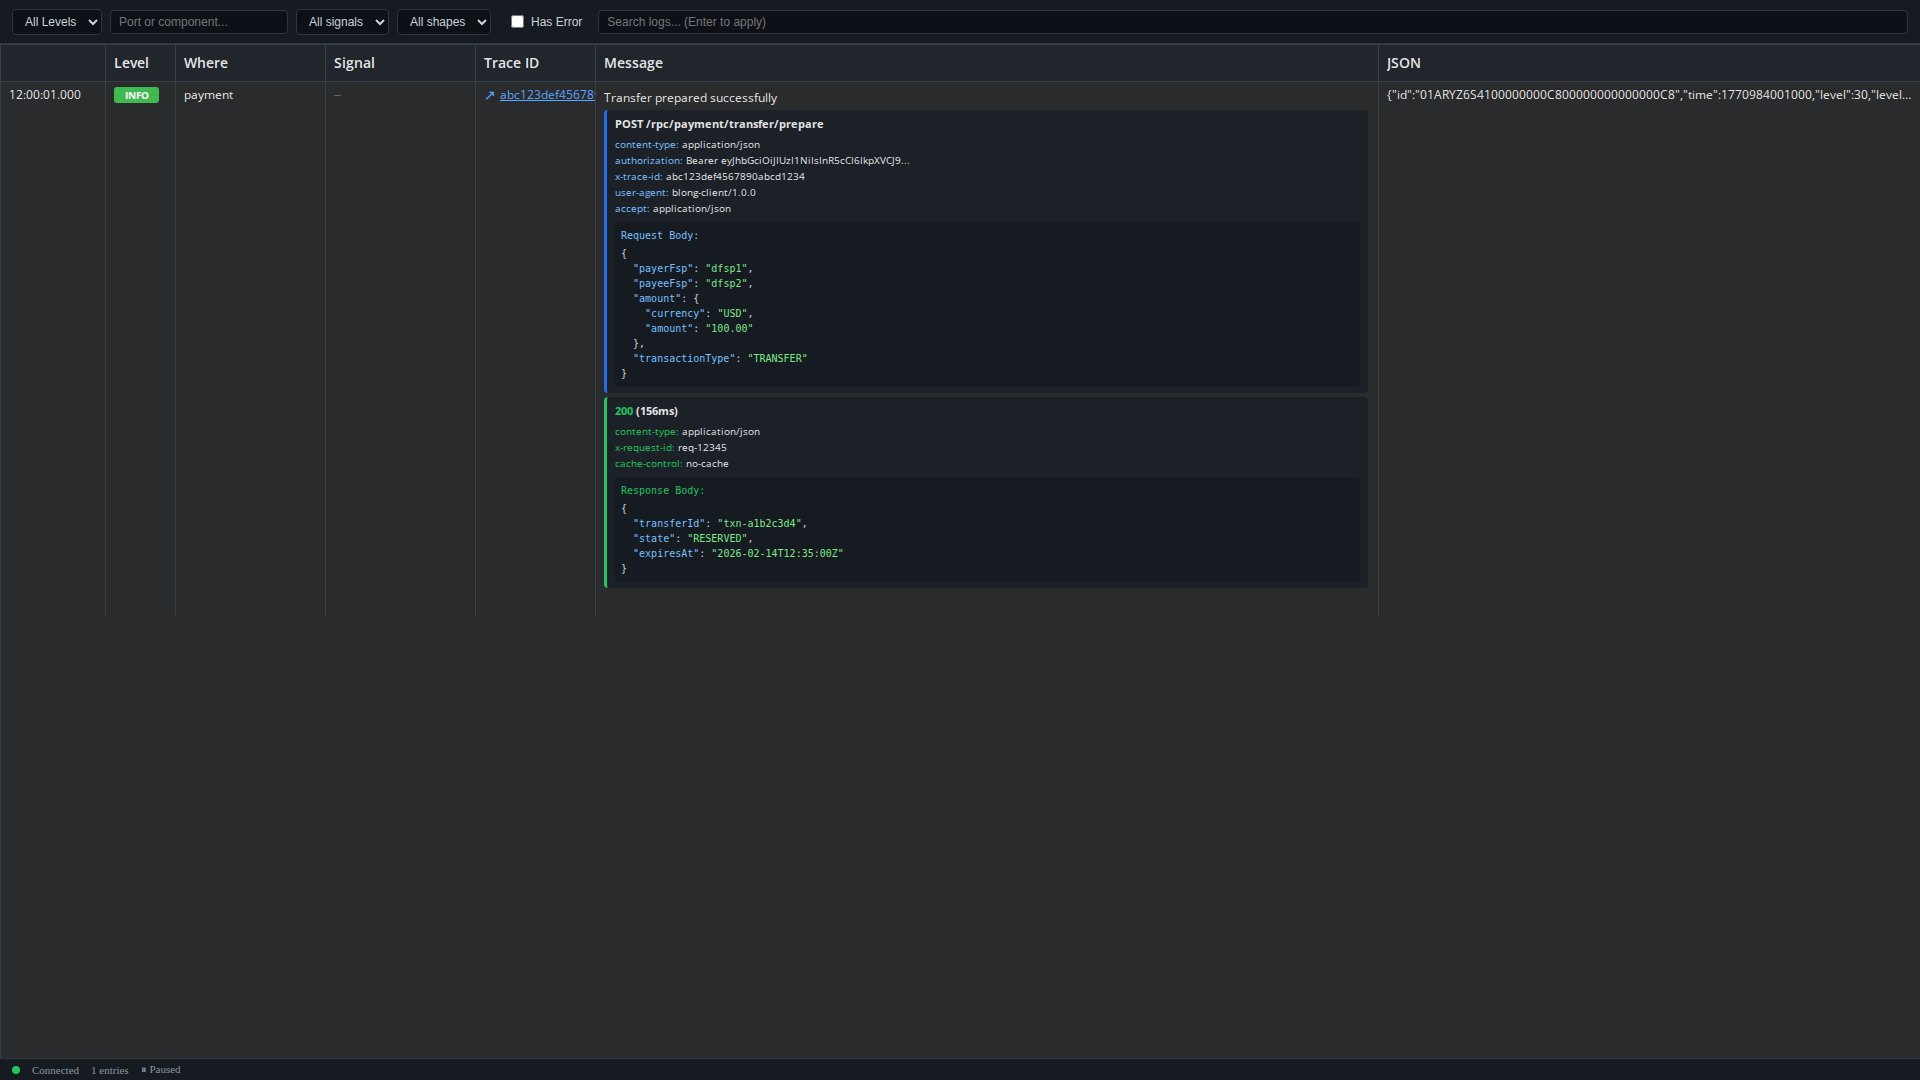 All Levels Port or component... All signals All shapes Has Error Search logs... (Enter to apply)
Level Where Signal Trace ID Message JSON
12:00:01.000 INFO payment – ↗ abc123def45678 Transfer prepared successfully {"id":"01ARYZ6S4100000000C800000000000000C8","time":1770984001000,"level":30,"level...
POST /rpc/payment/transfer/prepare
content-type: application/json
authorization: Bearer eyJhbGciOiJIUzI1NiIsInR5cCI6IkpXVCJ9...
x-trace-id: abc123def4567890abcd1234
user-agent: blong-client/1.0.0
accept: application/json
Request Body:
{
"payerFsp": "dfsp1",
"payeeFsp": "dfsp2",
"amount": {
"currency": "USD",
"amount": "100.00"
},
"transactionType": "TRANSFER"
}
200 (156ms)
content-type: application/json
x-request-id: req-12345
cache-control: no-cache
Response Body:
{
"transferId": "txn-a1b2c3d4",
"state": "RESERVED",
"expiresAt": "2026-02-14T12:35:00Z"
}
Connected 1 entries ⏸ Paused